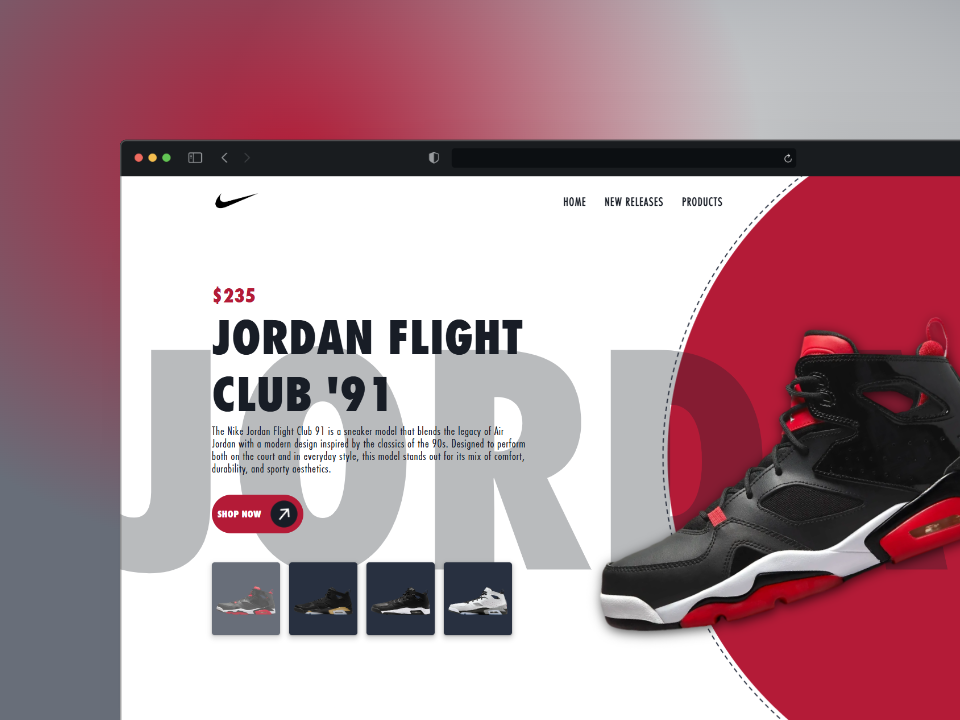 HOME NEW RELEASES PRODUCTS
$235
JORDAN FLIGHT
CLUB '91
JORD
The Nike Jordan Flight Club 91 is a sneaker model that blends the legacy of Air
Jordan with a modern design inspired by the classics of the 90s. Designed to perform
both on the court and in everyday style, this model stands out for its mix of comfort,
durability, and sporty aesthetics.
SHOP NOW